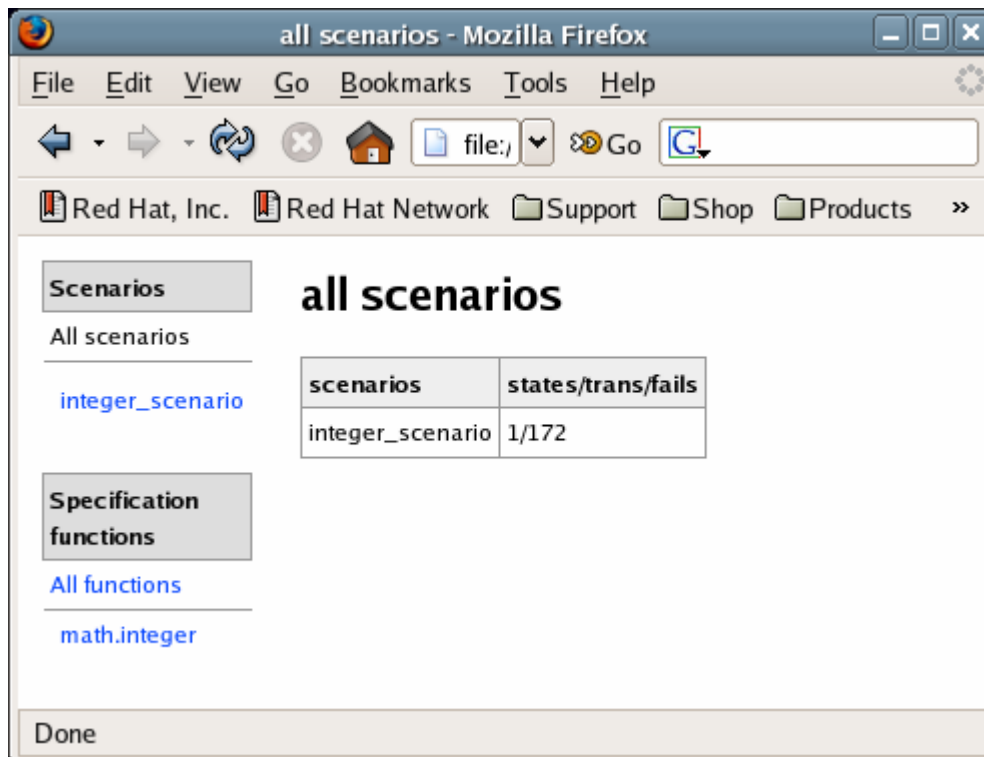 all scenarios - Mozilla Firefox
File Edit View Go Bookmarks Tools Help
file:/ Go G
Red Hat, Inc. Red Hat Network Support Shop Products »
Scenarios
All scenarios
integer_scenario
Specification
functions
All functions
math.integer
all scenarios
scenarios states/trans/fails
integer_scenario 1/172
Done